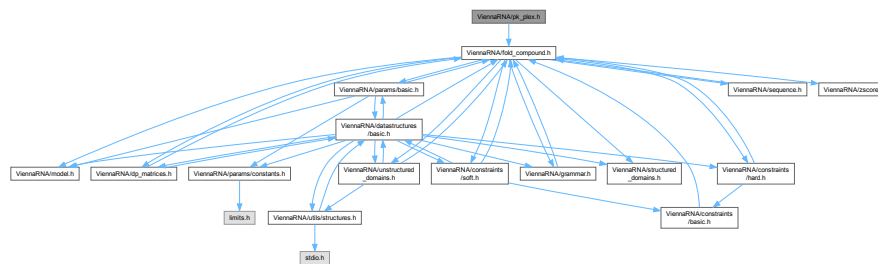 ViennaRNA/pk_plex.h
ViennaRNA/fold_compound.h
ViennaRNA/params/basic.h
ViennaRNA/sequence.h
ViennaRNA/zscore
ViennaRNA/datastructures
/basic.h
ViennaRNA/model.h
ViennaRNA/dp_matrices.h
ViennaRNA/params/constants.h
ViennaRNA/unstructured
_domains.h
ViennaRNA/constraints
/soft.h
ViennaRNA/grammar.h
ViennaRNA/structured
_domains.h
ViennaRNA/constraints
/hard.h
limits.h
ViennaRNA/utils/structures.h
ViennaRNA/constraints
/basic.h
stdio.h